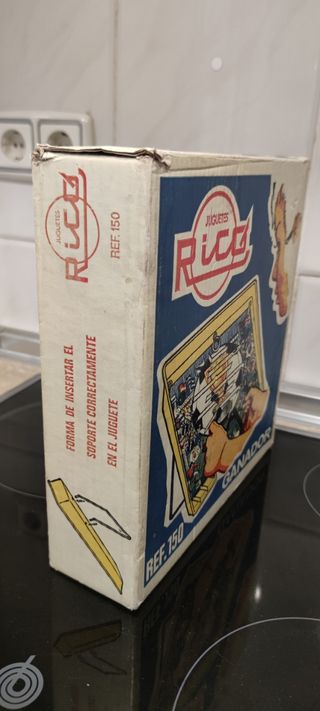 JUGUETES
Rico
REF. 150
FORMA DE INSERTAR EL
SOPORTE CORRECTAMENTE
EN EL JUGUETE
JUGUETES
Rico
REF. 150
GANADOR